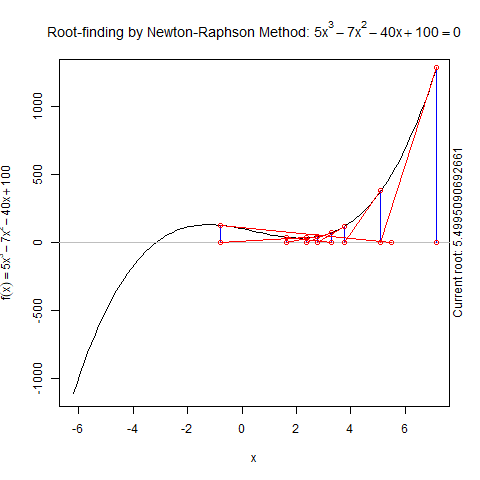 Root-finding by Newton-Raphson Method: 5x³ − 7x² − 40x + 100 = 0
f(x) = 5x³ − 7x² − 40x + 100
1000
500
0
-500
-1000
-6 -4 -2 0 2 4 6
x
Current root: 5.4995090692661